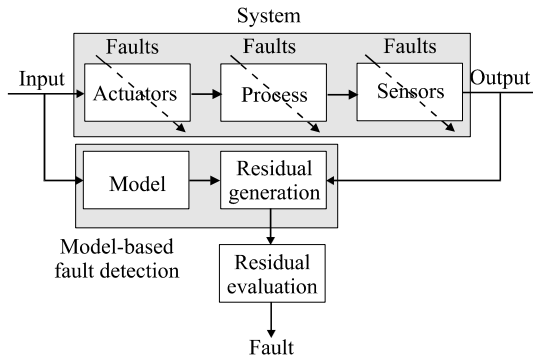 System
Faults
Faults
Faults
Input
Output
Actuators
Process
Sensors
Model
Residual
generation
Model-based
fault detection
Residual
evaluation
Fault